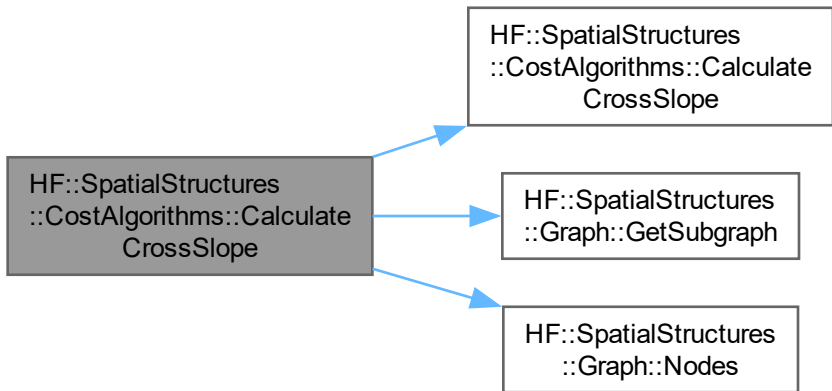 HF::SpatialStructures
::CostAlgorithms::Calculate
CrossSlope
HF::SpatialStructures
::CostAlgorithms::Calculate
CrossSlope
HF::SpatialStructures
::Graph::GetSubgraph
HF::SpatialStructures
::Graph::Nodes